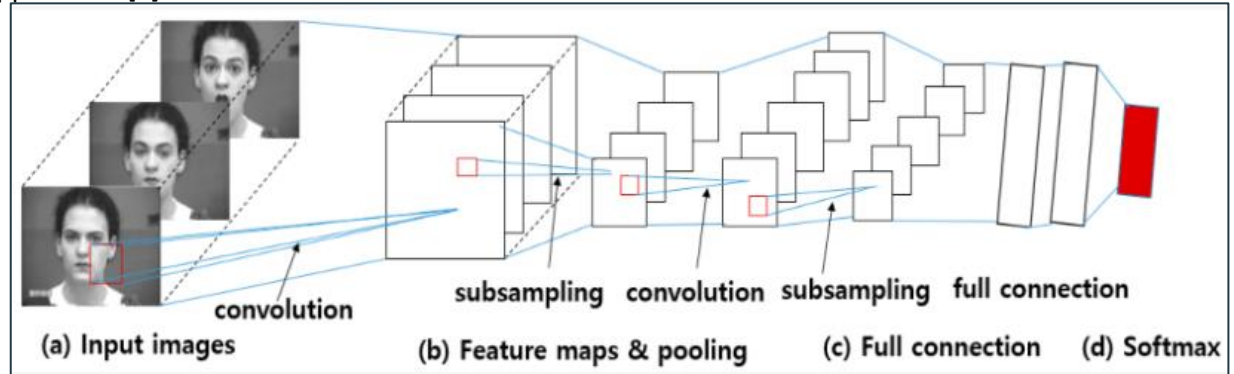 convolution
subsampling
convolution
subsampling
full connection
(a) Input images
(b) Feature maps & pooling
(c) Full connection
(d) Softmax